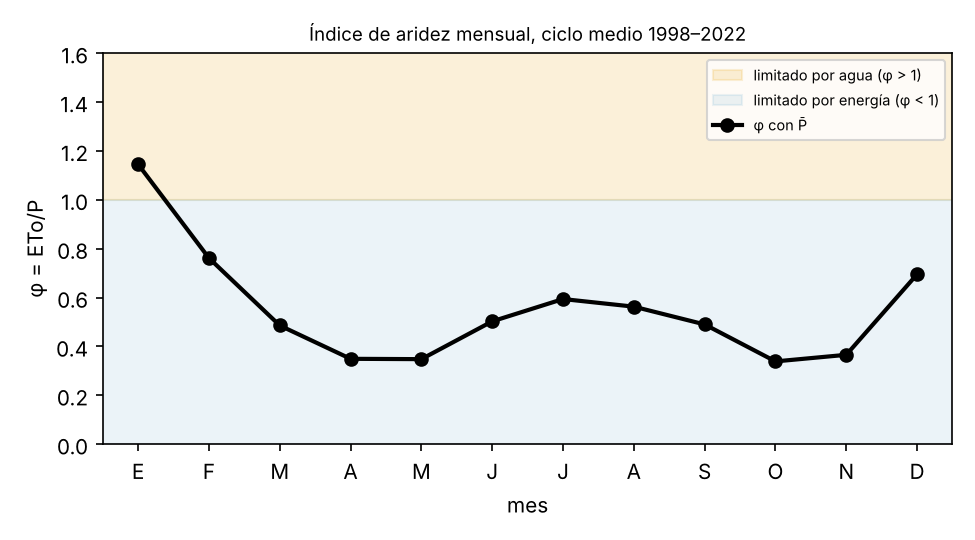 Índice de aridez mensual, ciclo medio 1998–2022
φ = ETo/P
1.6
1.4
1.2
1.0
0.8
0.6
0.4
0.2
0.0
limitado por agua (φ > 1)
limitado por energía (φ < 1)
φ con P̄
E F M A M J J A S O N D
mes